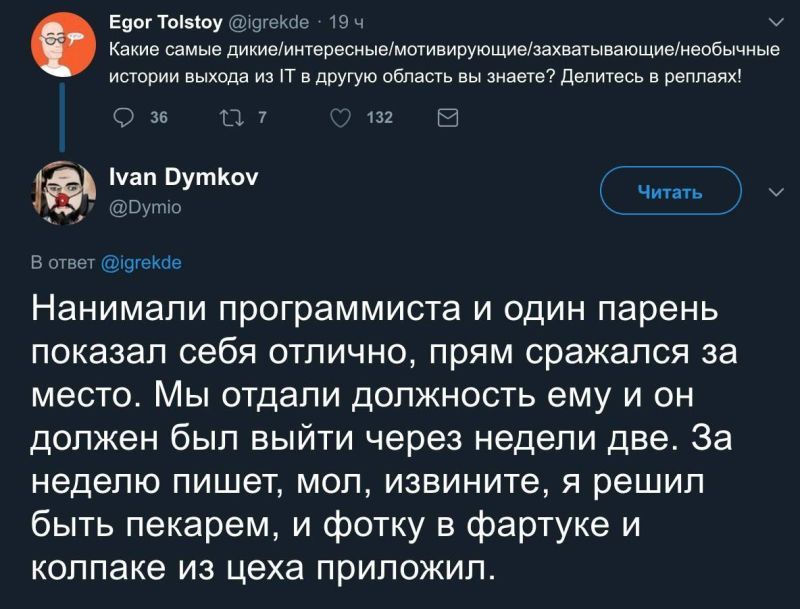 Egor Tolstoy @igrekde · 19 ч
Какие самые дикие/интересные/мотивирующие/захватывающие/необычные
истории выхода из IT в другую область вы знаете? Делитесь в реплаях!
36 7 132
Ivan Dymkov
@Dymio
Читать
В ответ @igrekde
Нанимали программиста и один парень
показал себя отлично, прям сражался за
место. Мы отдали должность ему и он
должен был выйти через недели две. За
неделю пишет, мол, извините, я решил
быть пекарем, и фотку в фартуке и
колпаке из цеха приложил.